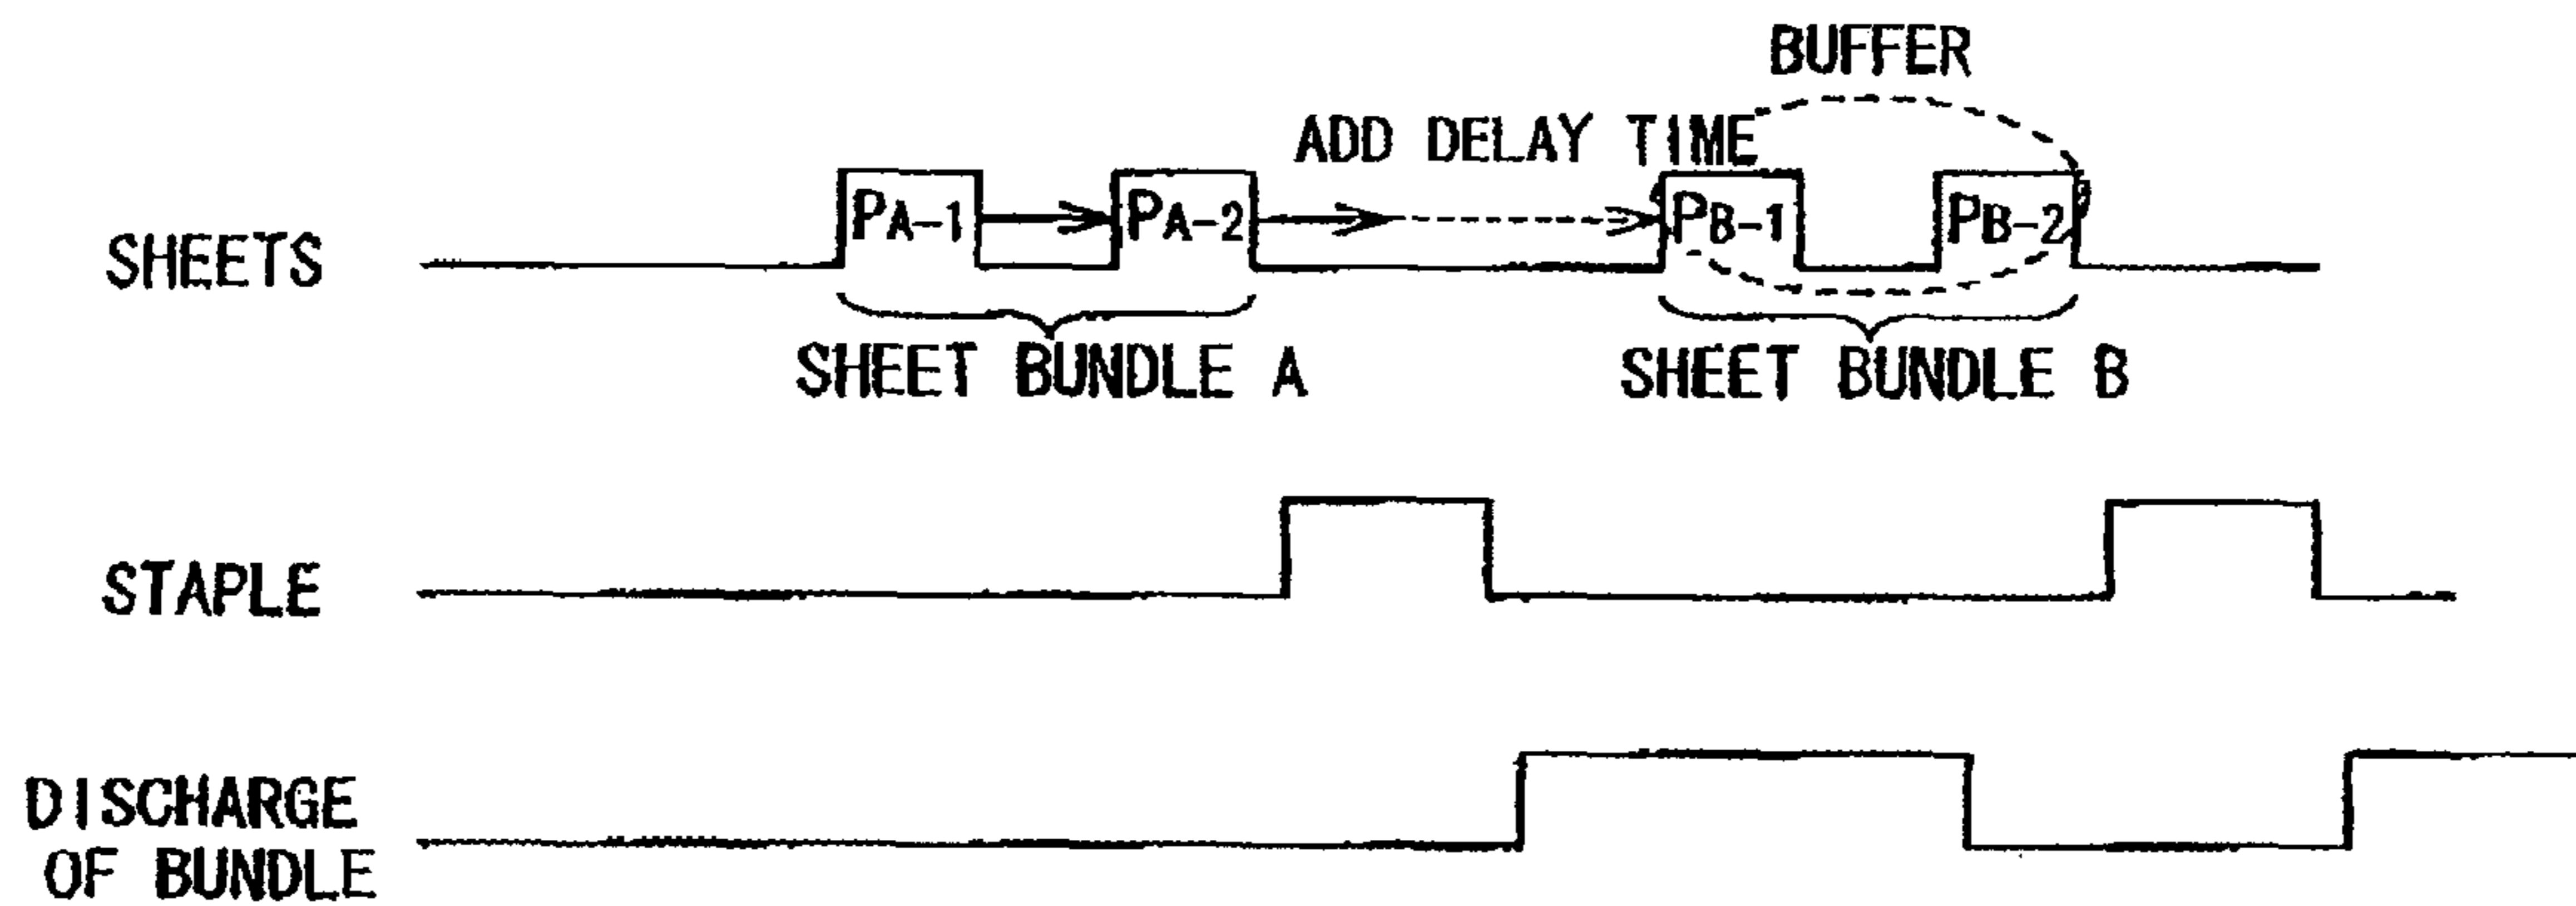 BUFFER
ADD DELAY TIME
SHEETS
PA-1
PA-2
PB-1
PB-2
SHEET BUNDLE A
SHEET BUNDLE B
STAPLE
DISCHARGE
OF BUNDLE